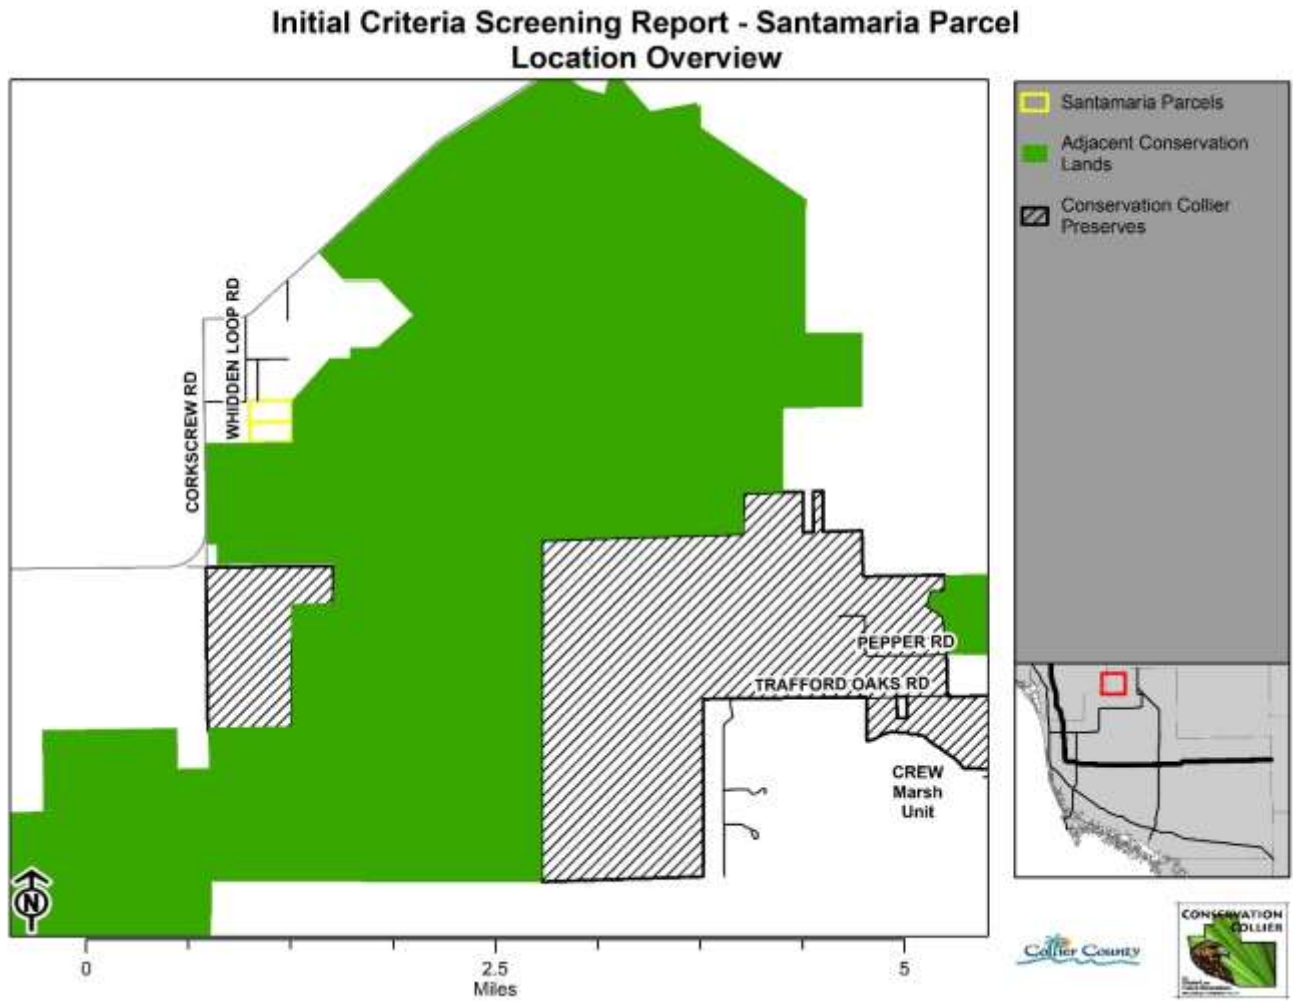 Initial Criteria Screening Report - Santamaria Parcel
Location Overview
Santamaria Parcels
Adjacent Conservation
Lands
Conservation Collier
Preserves
WHIDDEN LOOP RD
CORKSCREW RD
PEPPER RD
TRAFFORD OAKS RD
CREW
Marsh
Unit
N
0
2.5
5
Miles
Collier County
CONSERVATION
COLLIER